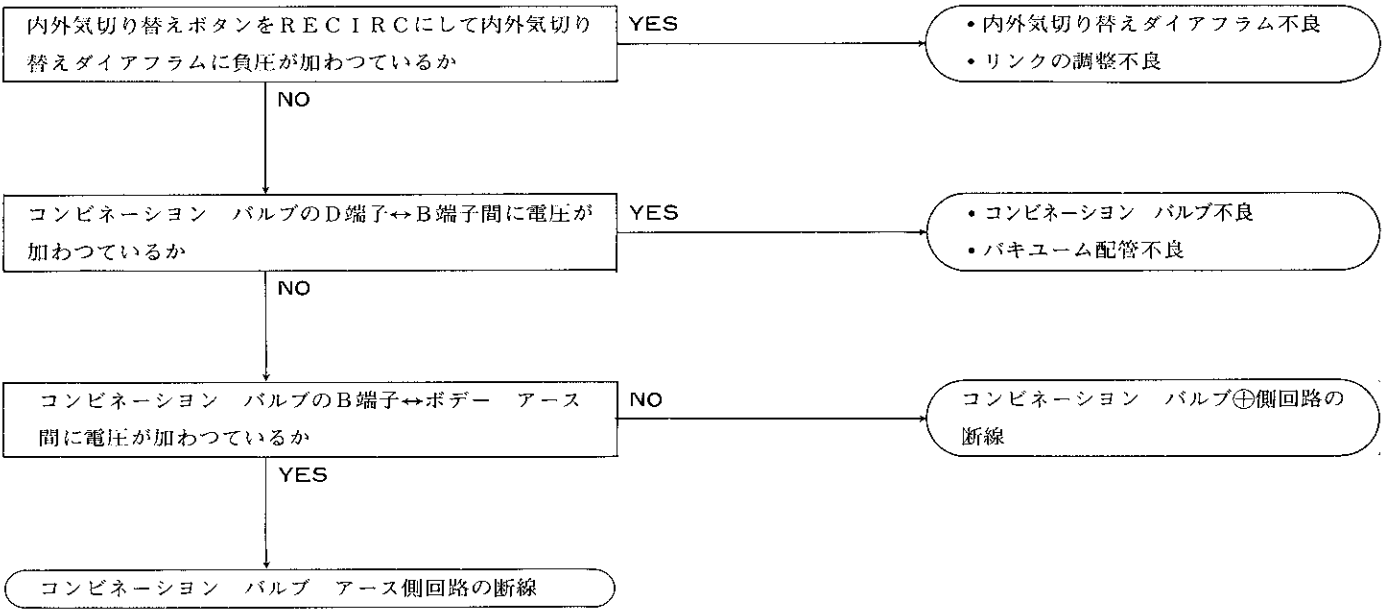 内外気切り替えボタンをＲＥＣＩＲＣにして内外気切り
替えダイアフラムに負圧が加わつているか
YES
・内外気切り替えダイアフラム不良
・リンクの調整不良
NO
コンビネーシヨン　バルブのＤ端子↔Ｂ端子間に電圧が
加わつているか
YES
・コンビネーシヨン　バルブ不良
・バキユーム配管不良
NO
コンビネーシヨン　バルブのＢ端子↔ボデー　アース
間に電圧が加わつているか
NO
コンビネーシヨン　バルブ⊕側回路の
断線
YES
コンビネーシヨン　バルブ　アース側回路の断線